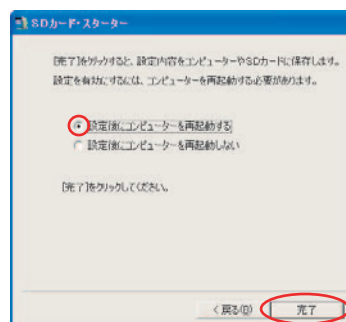 SDカード・スターター
[完了]をクリックすると、設定内容をコンピューターやSDカードに保存します。
設定を有効にするには、コンピューターを再起動する必要があります。
設定後にコンピューターを再起動する
設定後にコンピューターを再起動しない
[完了]をクリックしてください。
< 戻る(B)
完了